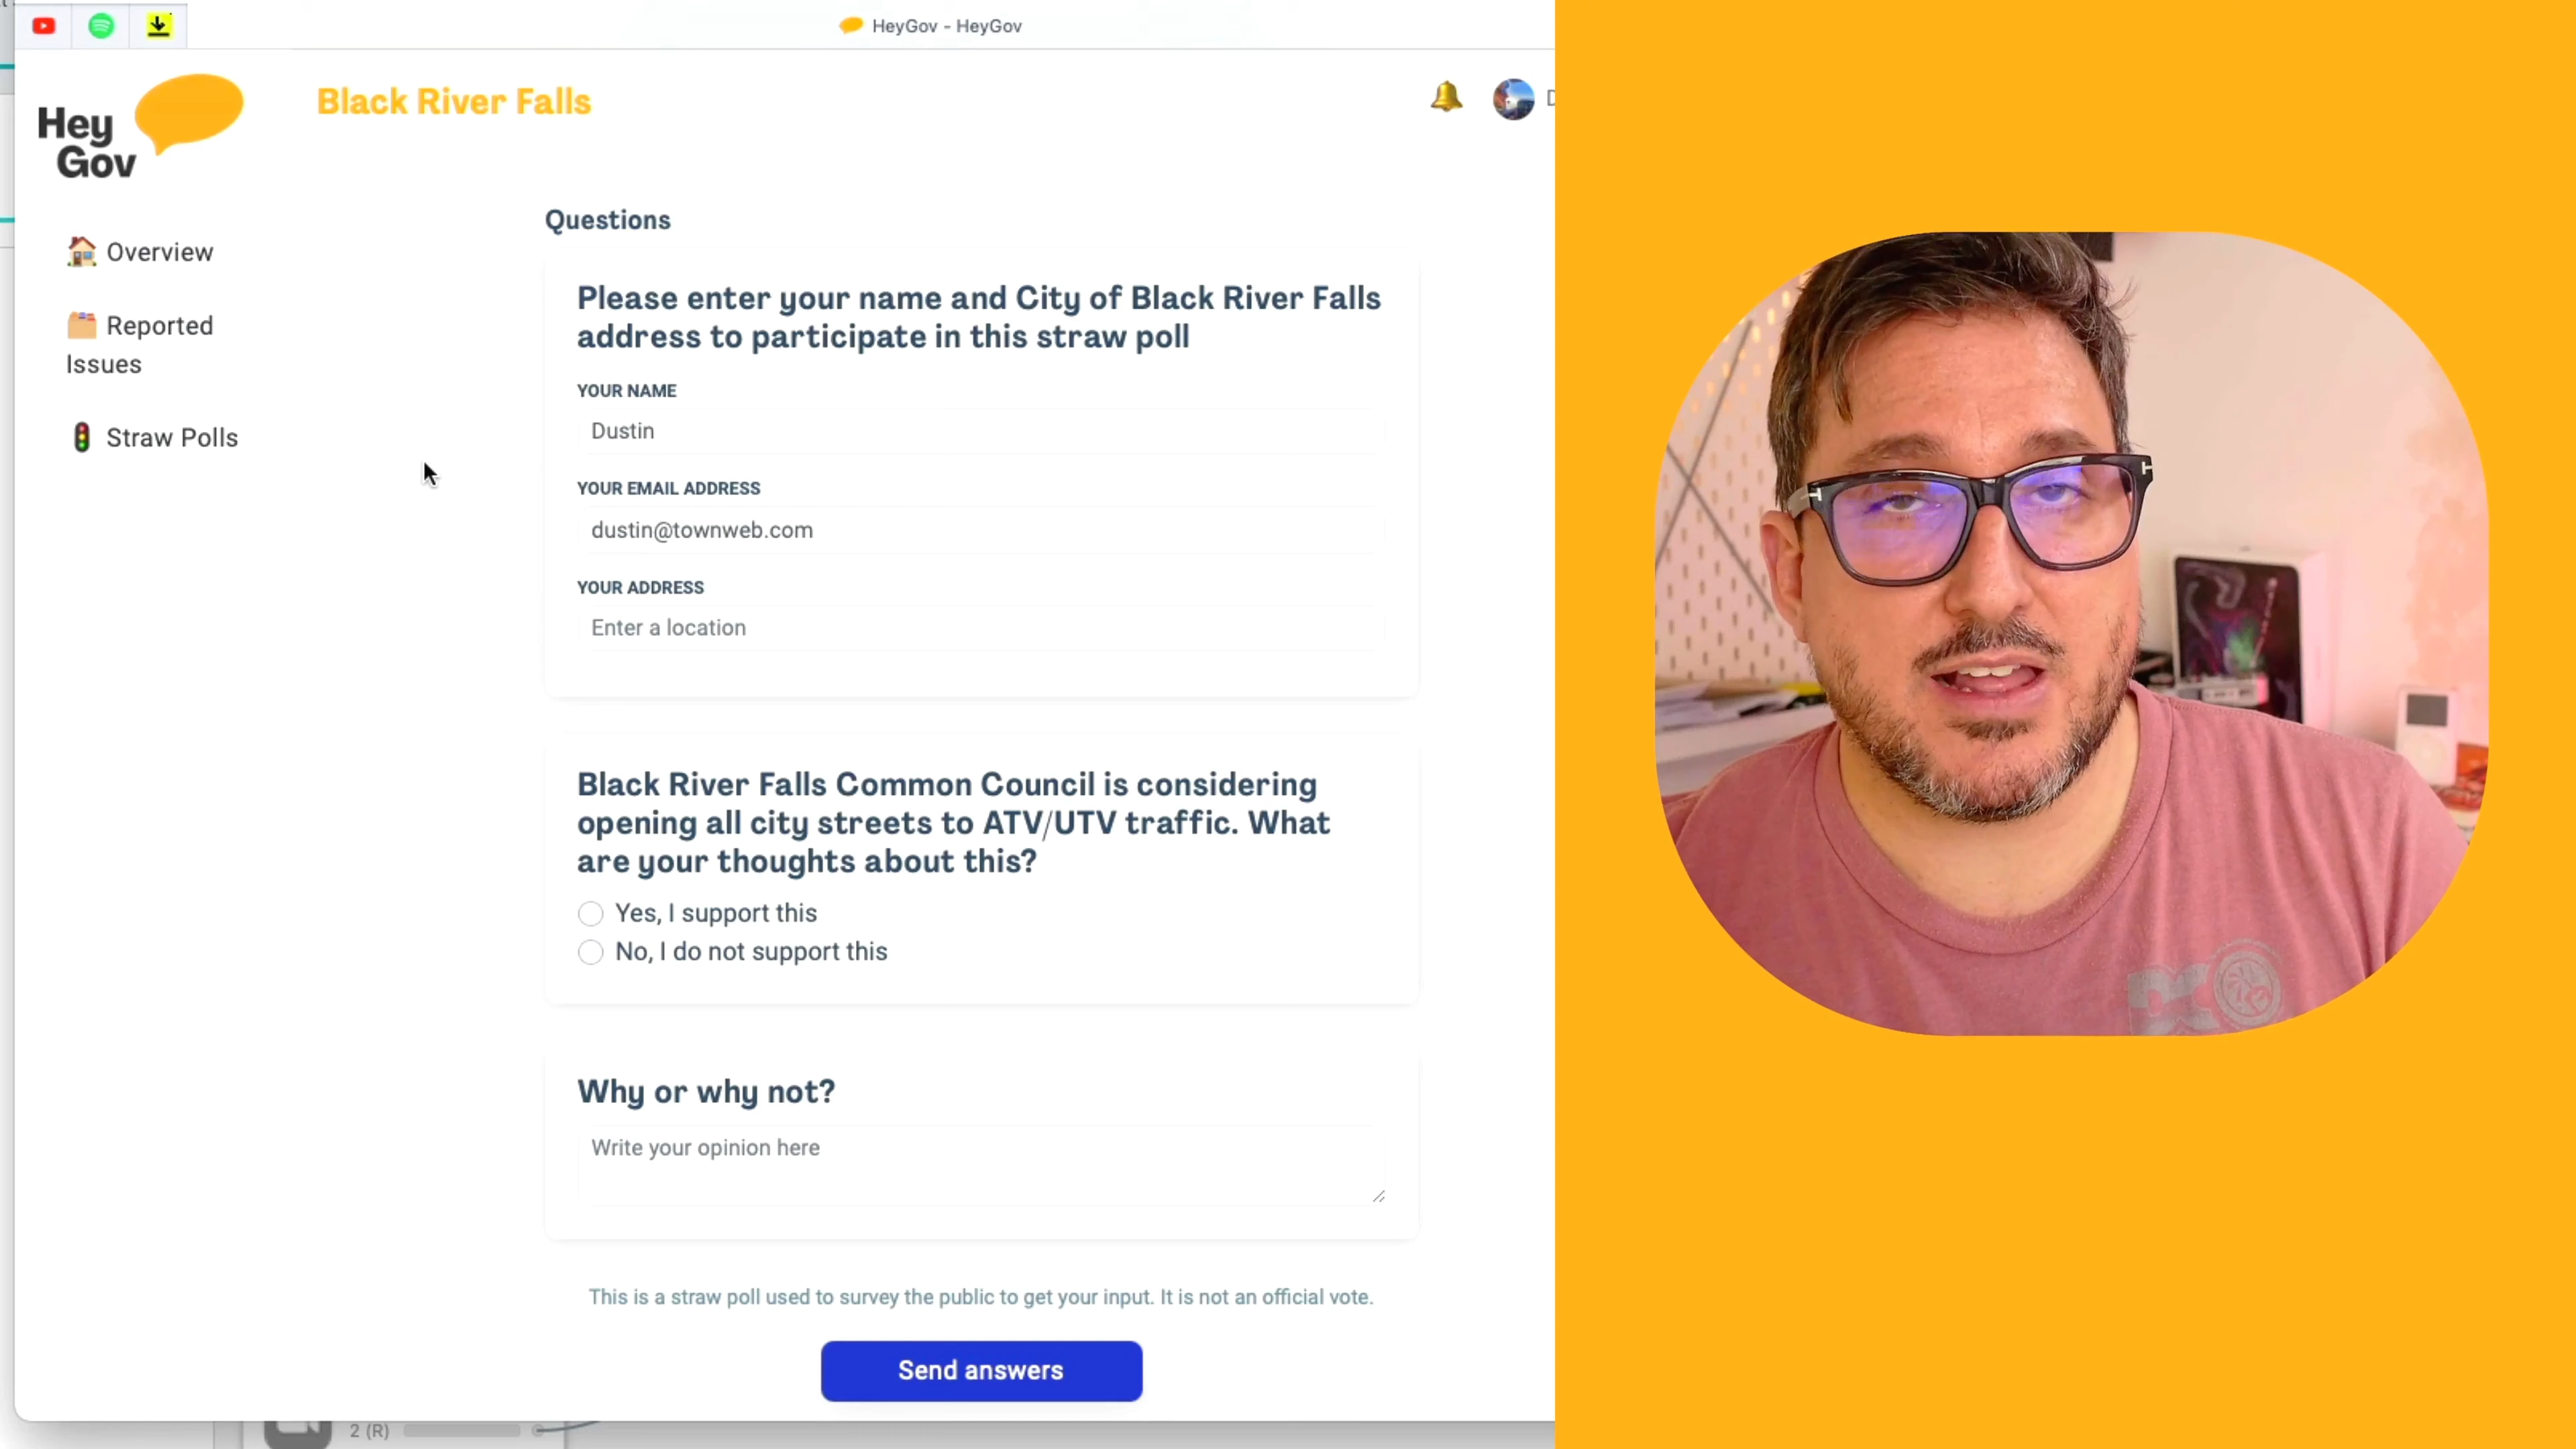 HeyGov - HeyGov
Hey
Gov
Black River Falls
D
Overview
Reported
Issues
Straw Polls
Questions
Please enter your name and City of Black River Falls
address to participate in this straw poll
YOUR NAME
Dustin
YOUR EMAIL ADDRESS
dustin@townweb.com
YOUR ADDRESS
Enter a location
Black River Falls Common Council is considering
opening all city streets to ATV/UTV traffic. What
are your thoughts about this?
Yes, I support this
No, I do not support this
Why or why not?
Write your opinion here
This is a straw poll used to survey the public to get your input. It is not an official vote.
Send answers
2 (R)